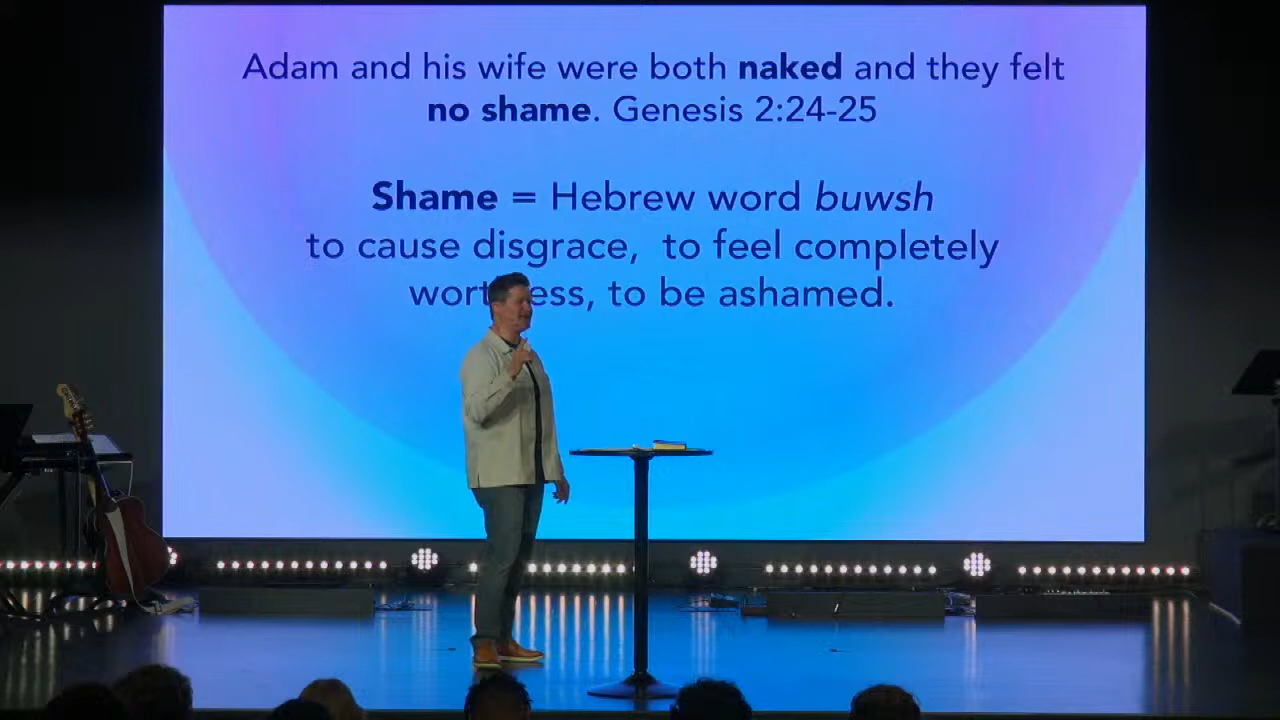 Adam and his wife were both naked and they felt
no shame. Genesis 2:24-25
Shame = Hebrew word buwsh
to cause disgrace, to feel completely
to be ashamed.